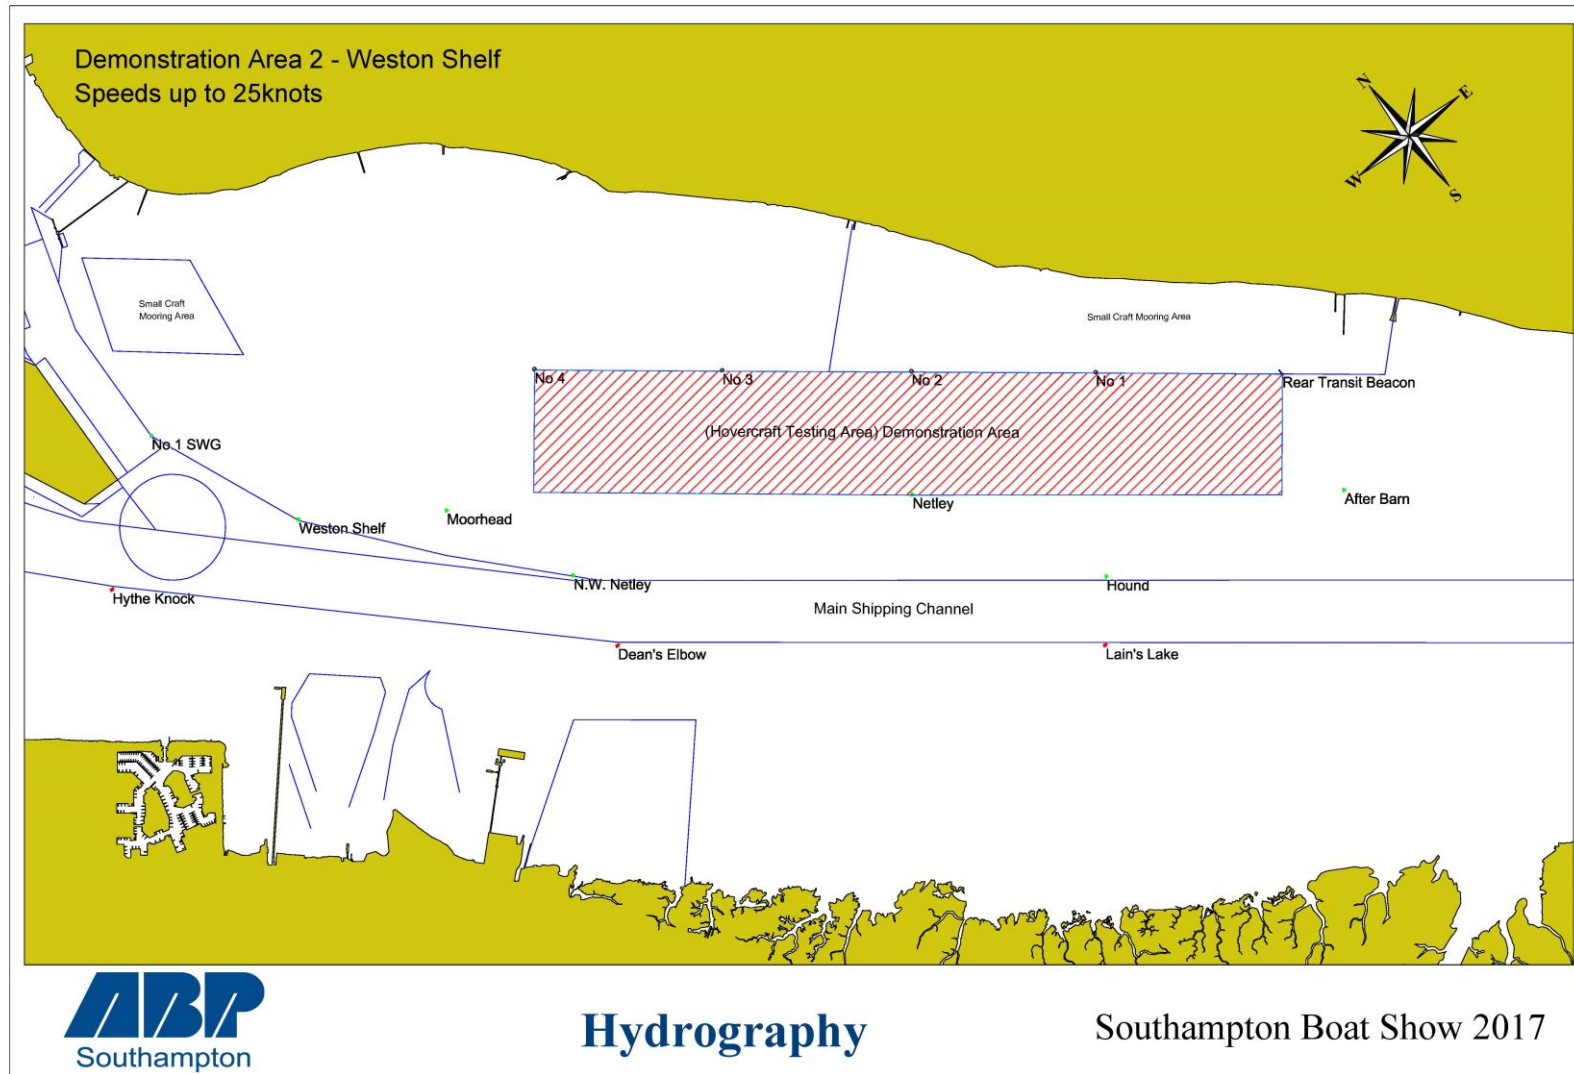 Demonstration Area 2 - Weston Shelf
Speeds up to 25knots
N
E
W
S
Small Craft
Mooring Area
Small Craft Mooring Area
No 4
No 3
No 2
No 1
Rear Transit Beacon
(Hovercraft Testing Area) Demonstration Area
No 1 SWG
Netley
After Barn
Weston Shelf
Moorhead
N.W. Netley
Hound
Hythe Knock
Main Shipping Channel
Dean's Elbow
Lain's Lake
ABP
Southampton
Hydrography
Southampton Boat Show 2017